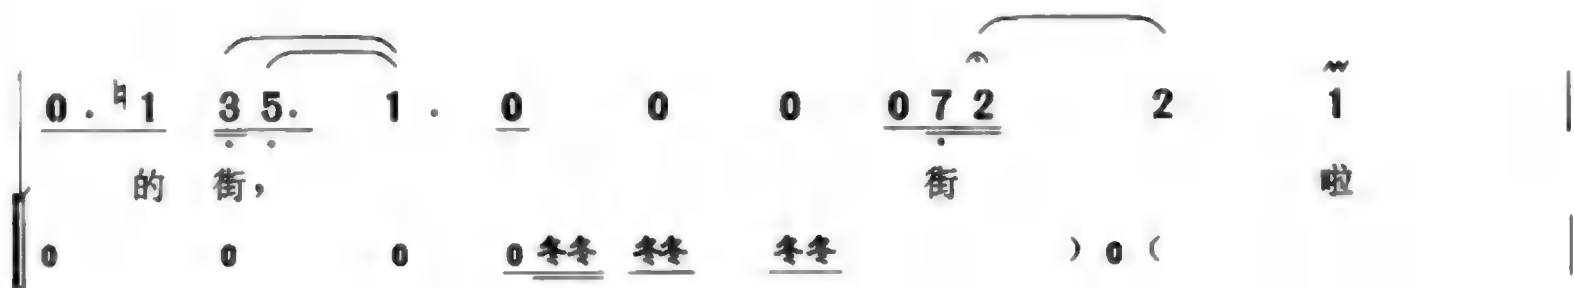 0. ♮1 3 5. 1. 0 0 0 0 7 2 2 1
的 街， 街 啦
0 0 0 0 冬冬 冬冬 冬冬 ） 0 （